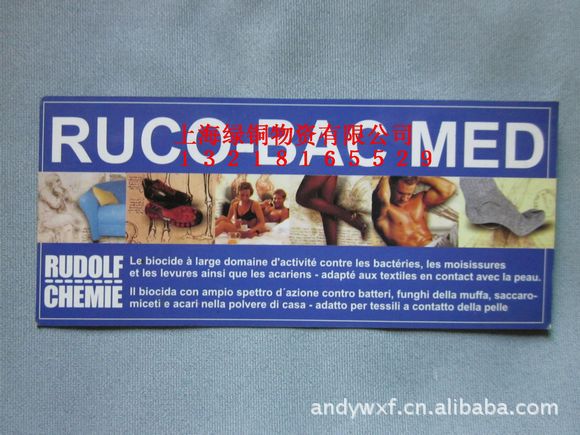 RUCO-BAC MED
上海绿铜物资有限公司
13218165529
RUDOLF
CHEMIE
Le biocide à large domaine d'activité contre les bactéries, les moisissures
et les levures ainsi que les acariens - adapté aux textiles en contact avec la peau.
Il biocida con ampio spettro d´azione contro batteri, funghi della muffa, saccaro-
miceti e acari nella polvere di casa - adatto per tessili a contatto della pelle
andywxf.cn.alibaba.com